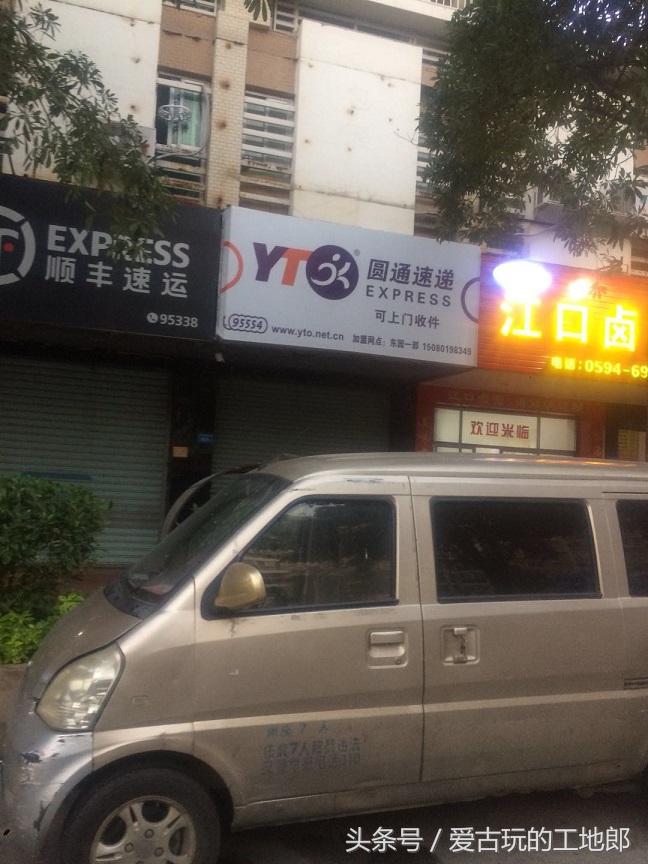 EXPRESS
顺丰速运
95338
YTO
圆通速递
EXPRESS
可上门收件
95554
www.yto.net.cn 加盟网点：东园一部 15080198349
江口卤
电话:0594-69
欢迎光临
头条号 / 爱古玩的工地郎